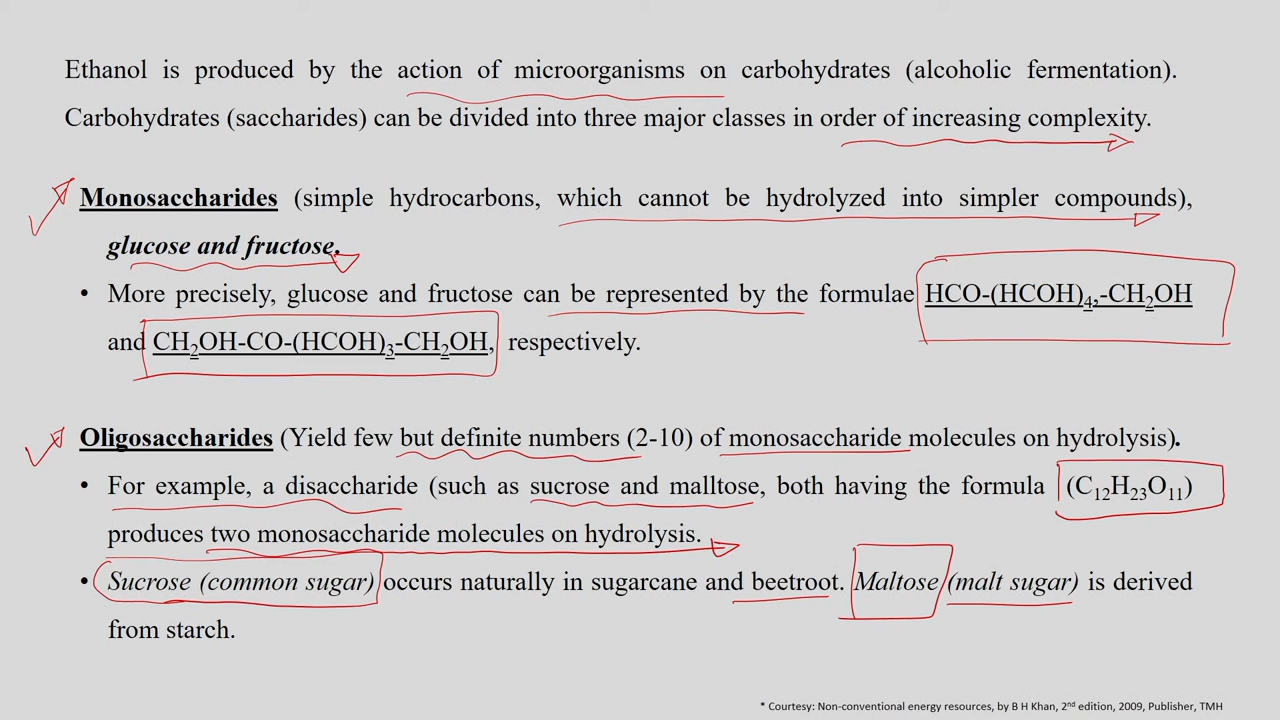 Ethanol is produced by the action of microorganisms on carbohydrates (alcoholic fermentation).
Carbohydrates (saccharides) can be divided into three major classes in order of increasing complexity.
Monosaccharides (simple hydrocarbons, which cannot be hydrolyzed into simpler compounds),
glucose and fructose.
• More precisely, glucose and fructose can be represented by the formulae HCO-(HCOH)₄,-CH₂OH
and CH₂OH-CO-(HCOH)₃-CH₂OH, respectively.
Oligosaccharides (Yield few but definite numbers (2-10) of monosaccharide molecules on hydrolysis).
• For example, a disaccharide (such as sucrose and malltose, both having the formula (C₁₂H₂₃O₁₁)
produces two monosaccharide molecules on hydrolysis.
• Sucrose (common sugar) occurs naturally in sugarcane and beetroot. Maltose (malt sugar) is derived
from starch.
* Courtesy: Non-conventional energy resources, by B H Khan, 2ⁿᵈ edition, 2009, Publisher, TMH